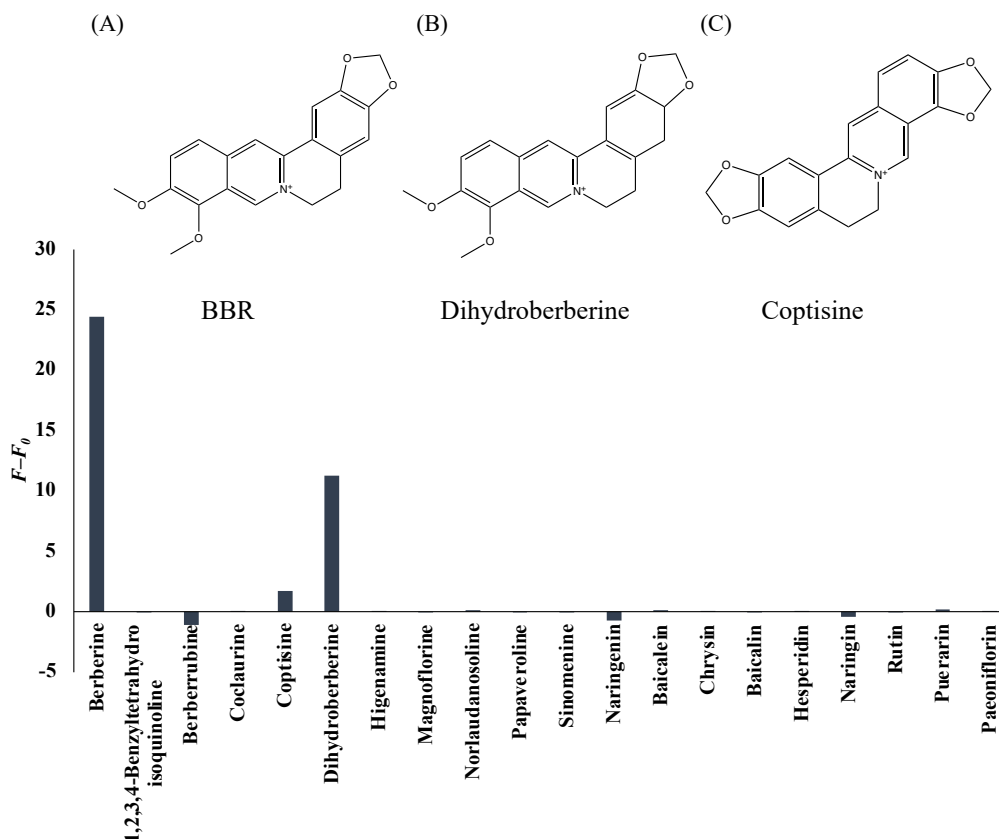 (A)
(B)
(C)
O
O
N+
O
O
O
O
N+
O
O
O
O
N+
O
O
BBR
Dihydroberberine
Coptisine
F–F0
30
25
20
15
10
5
0
-5
Berberine
1,2,3,4-Benzyltetrahydro
isoquinoline
Berberrubine
Coclaurine
Coptisine
Dihydroberberine
Higenamine
Magnoflorine
Norlaudanosoline
Papaveroline
Sinomenine
Naringenin
Baicalein
Chrysin
Baicalin
Hesperidin
Naringin
Rutin
Puerarin
Paeoniflorin